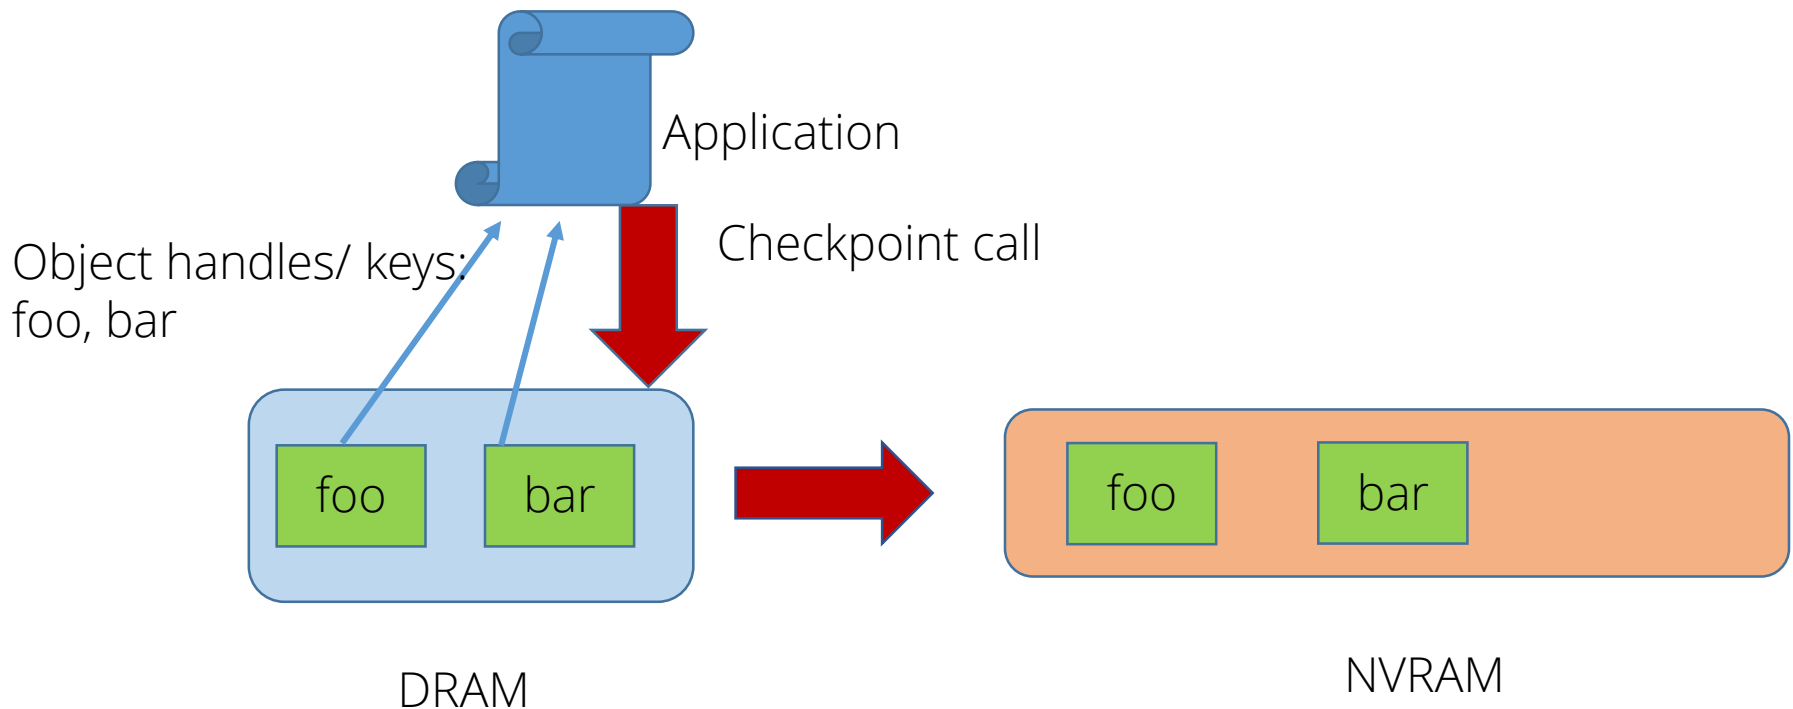 Application
Checkpoint call
Object handles/ keys:
foo, bar
foo
bar
foo
bar
DRAM
NVRAM